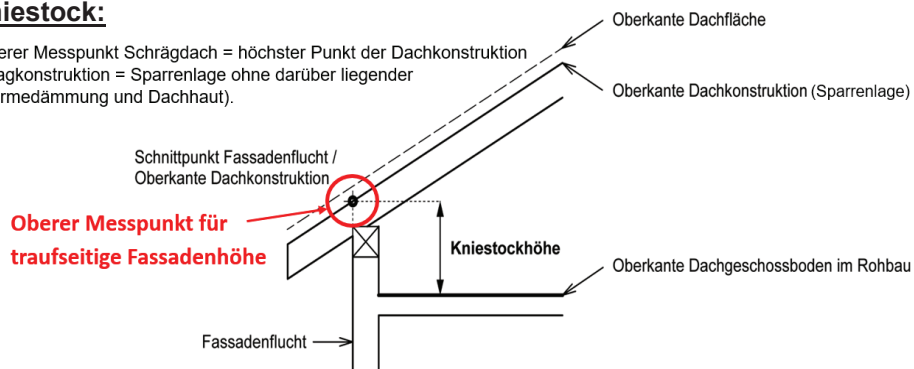 niestock:
erer Messpunkt Schrägdach = höchster Punkt der Dachkonstruktion
agkonstruktion = Sparrenlage ohne darüber liegender
rmedämmung und Dachhaut).
Oberkante Dachfläche
Oberkante Dachkonstruktion (Sparrenlage)
Schnittpunkt Fassadenflucht /
Oberkante Dachkonstruktion
Oberer Messpunkt für
traufseitige Fassadenhöhe
Kniestockhöhe
Oberkante Dachgeschossboden im Rohbau
Fassadenflucht